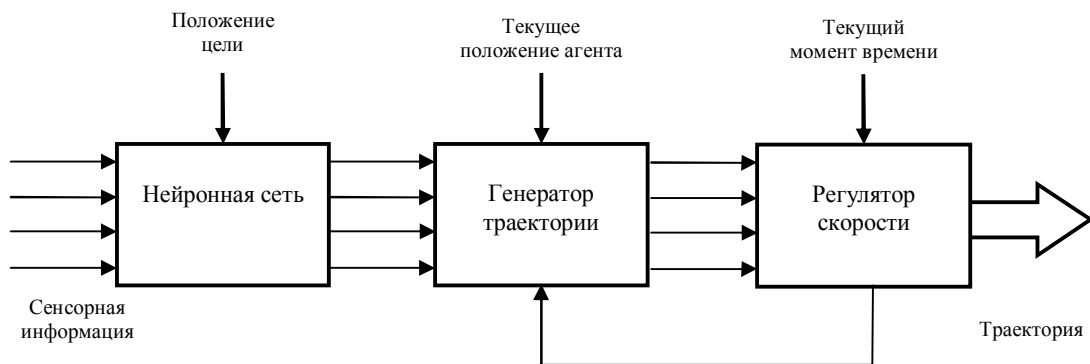 Положение
цели
Текущее
положение агента
Текущий
момент времени
Нейронная сеть
Генератор
траектории
Регулятор
скорости
Сенсорная
информация
Траектория